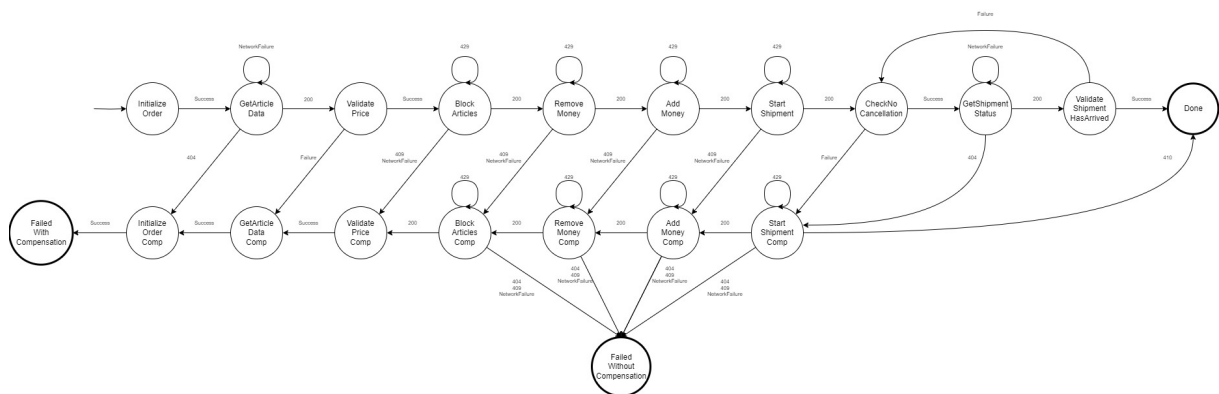 Failure
NetworkFailure
429
429
429
429
NetworkFailure
Initialize
Order
Success
GetArticle
Data
200
Validate
Price
Success
Block
Articles
200
Remove
Money
200
Add
Money
200
Start
Shipment
200
CheckNo
Cancellation
Success
GetShipment
Status
200
Validate
Shipment
HasArrived
Success
Done
404
Failure
409
NetworkFailure
409
NetworkFailure
409
NetworkFailure
409
NetworkFailure
Failure
404
410
429
429
429
429
Failed
With
Compensation
Success
Initialize
Order
Comp
Success
GetArticle
Data
Comp
Success
Validate
Price
Comp
200
Block
Articles
Comp
200
Remove
Money
Comp
200
Add
Money
Comp
200
Start
Shipment
Comp
404
409
NetworkFailure
404
409
NetworkFailure
404
409
NetworkFailure
404
409
NetworkFailure
Failed
Without
Compensation